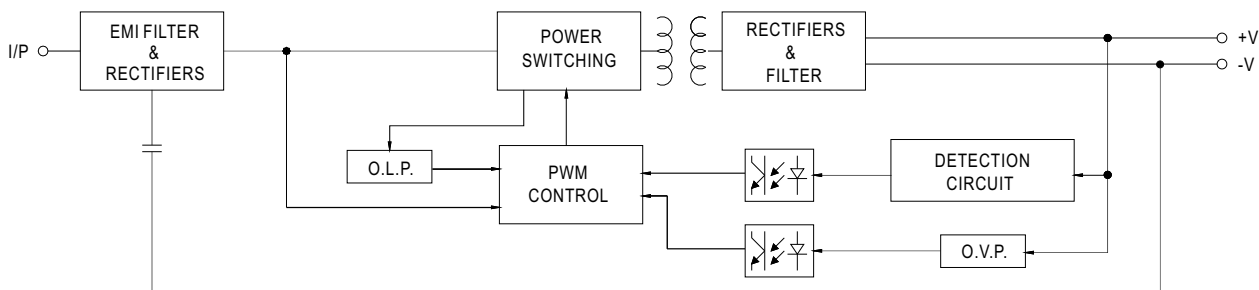 I/P
EMI FILTER
&
RECTIFIERS
POWER
SWITCHING
RECTIFIERS
&
FILTER
+V
-V
O.L.P.
PWM
CONTROL
DETECTION
CIRCUIT
O.V.P.